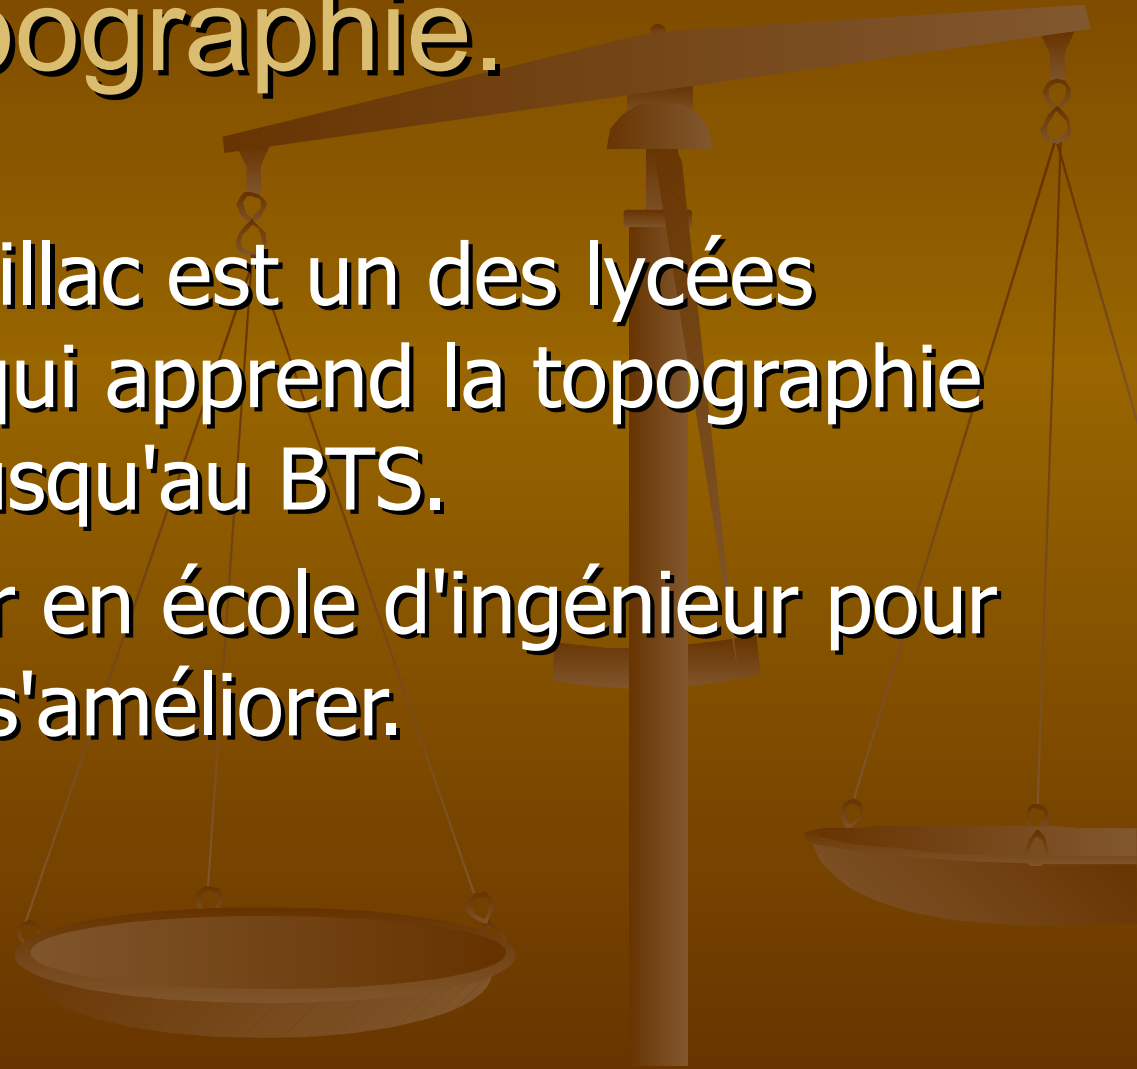 pographie.
illac est un des lycées
qui apprend la topographie
usqu'au BTS.
r en école d'ingénieur pour
s'améliorer.